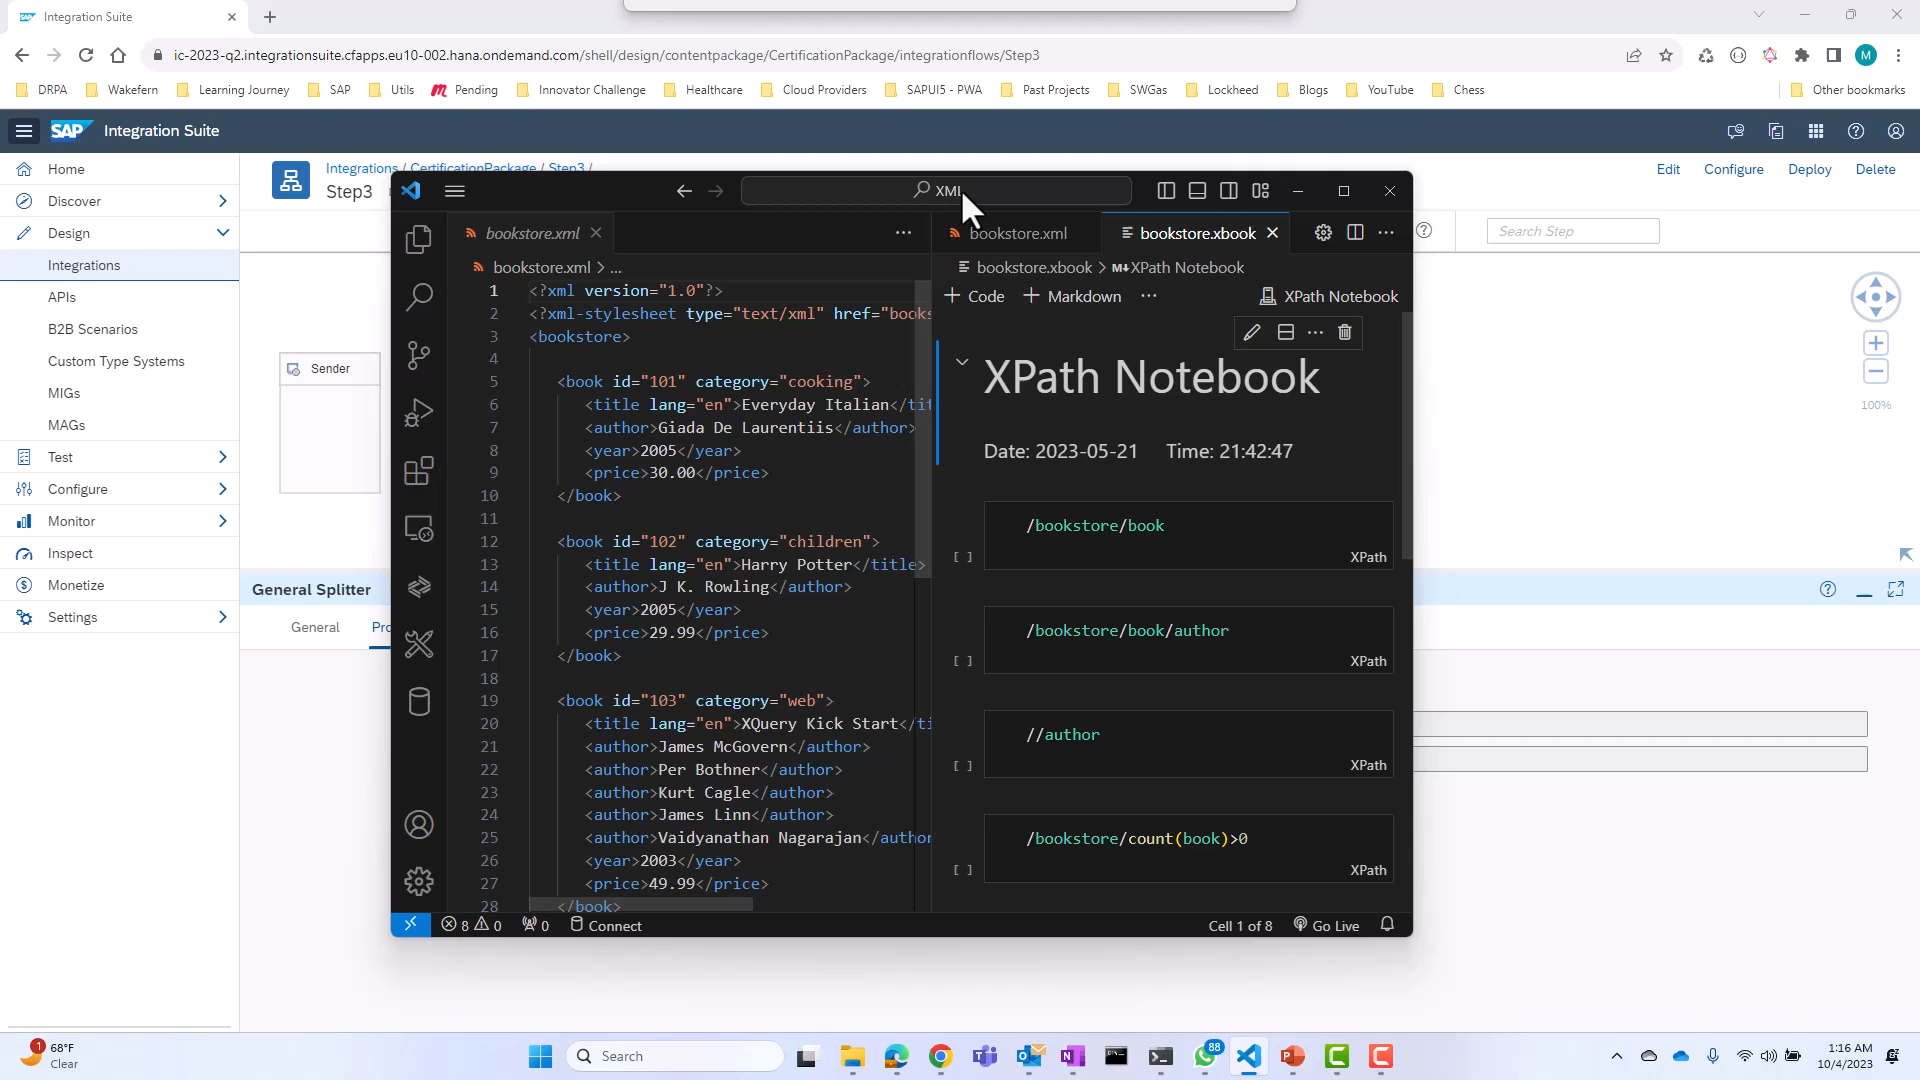 Integration Suite
ic-2023-q2.integrationsuite.cfapps.eu10-002.hana.ondemand.com/shell/design/contentpackage/CertificationPackage/integrationflows/Step3
M
DRPA Wakefern Learning Journey SAP Utils Pending Innovator Challenge Healthcare Cloud Providers SAPUI5 - PWA Past Projects SWGas Lockheed Blogs YouTube Chess Other bookmarks
SAP Integration Suite
Home
Discover
Design
Integrations
APIs
B2B Scenarios
Custom Type Systems
MIGs
MAGs
Test
Configure
Monitor
Inspect
Monetize
Settings
Integrations / CertificationPackage / Step3 /
Step3
Edit Configure Deploy Delete
Search Step
Sender
100%
General Splitter
General
XML
bookstore.xml
bookstore.xml > ...
1 <?xml version="1.0"?>
2 <?xml-stylesheet type="text/xml" href="books
3 <bookstore>
4
5 <book id="101" category="cooking">
6 <title lang="en">Everyday Italian</tit
7 <author>Giada De Laurentiis</author>
8 <year>2005</year>
9 <price>30.00</price>
10 </book>
11
12 <book id="102" category="children">
13 <title lang="en">Harry Potter</title>
14 <author>J K. Rowling</author>
15 <year>2005</year>
16 <price>29.99</price>
17 </book>
18
19 <book id="103" category="web">
20 <title lang="en">XQuery Kick Start</ti
21 <author>James McGovern</author>
22 <author>Per Bothner</author>
23 <author>Kurt Cagle</author>
24 <author>James Linn</author>
25 <author>Vaidyanathan Nagarajan</author
26 <year>2003</year>
27 <price>49.99</price>
28 </book>
bookstore.xml bookstore.xbook
bookstore.xbook > M↓XPath Notebook
+ Code + Markdown ... XPath Notebook
XPath Notebook
Date: 2023-05-21 Time: 21:42:47
/bookstore/book
[ ] XPath
/bookstore/book/author
[ ] XPath
//author
[ ] XPath
/bookstore/count(book)>0
[ ] XPath
8 0 0 Connect Cell 1 of 8 Go Live
1 68°F
Clear
Search
88
1:16 AM
10/4/2023